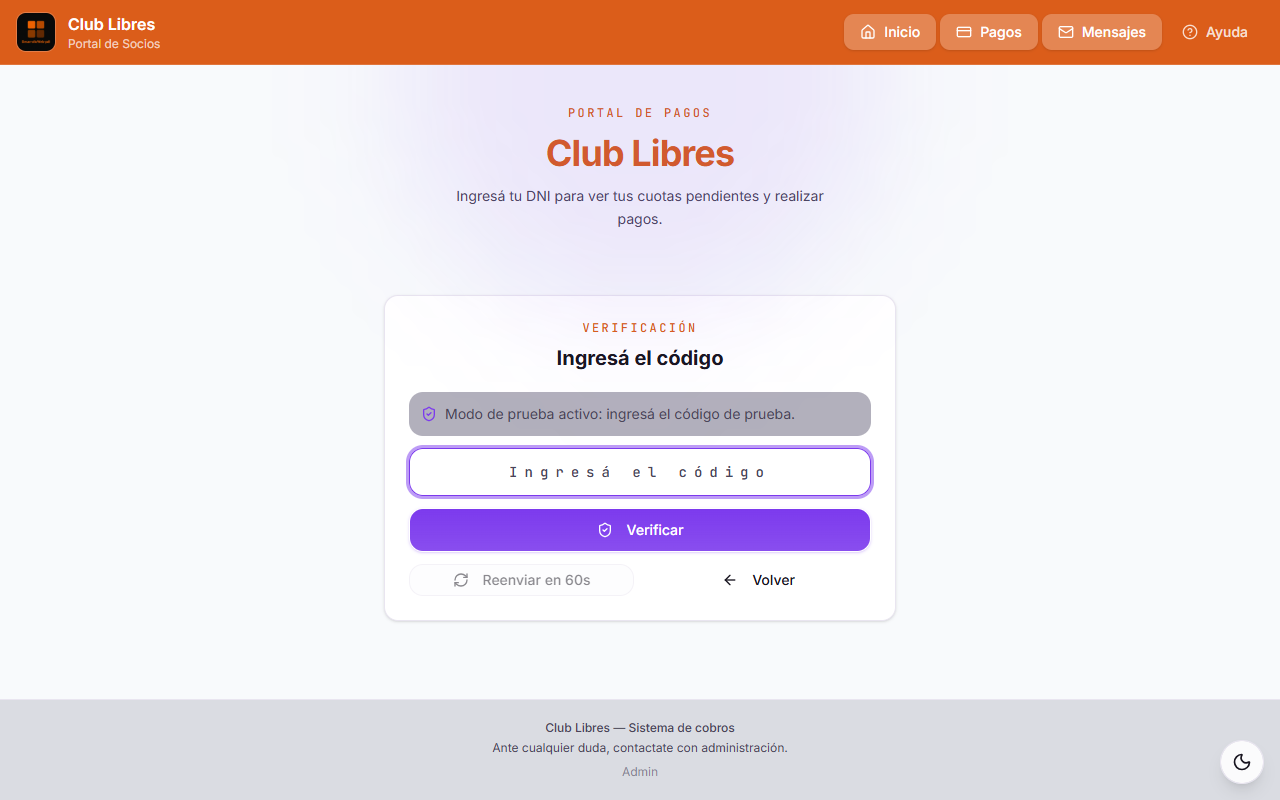 Club Libres
Portal de Socios
Inicio
Pagos
Mensajes
Ayuda
PORTAL DE PAGOS
Club Libres
Ingresá tu DNI para ver tus cuotas pendientes y realizar
pagos.
VERIFICACIÓN
Ingresá el código
Modo de prueba activo: ingresá el código de prueba.
Ingresá el código
Verificar
Reenviar en 60s
Volver
Club Libres — Sistema de cobros
Ante cualquier duda, contactate con administración.
Admin